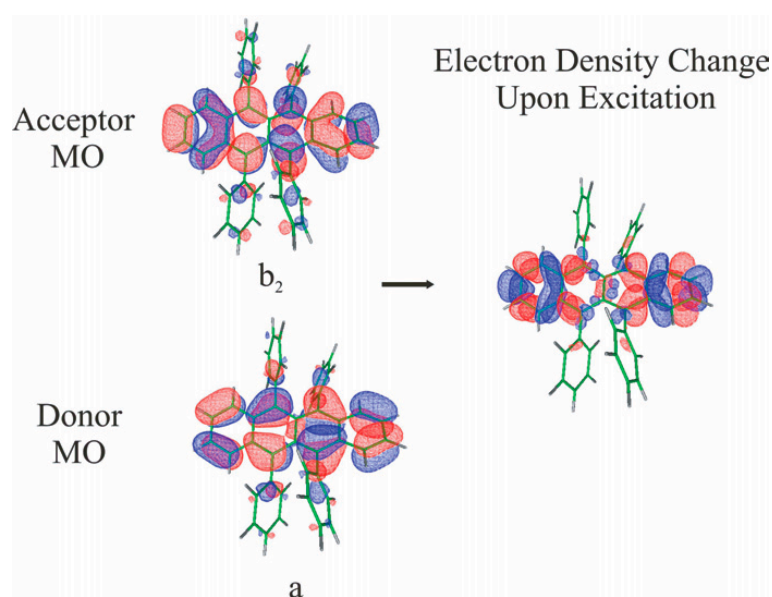 Acceptor
MO
b2
Donor
MO
a
Electron Density Change
Upon Excitation